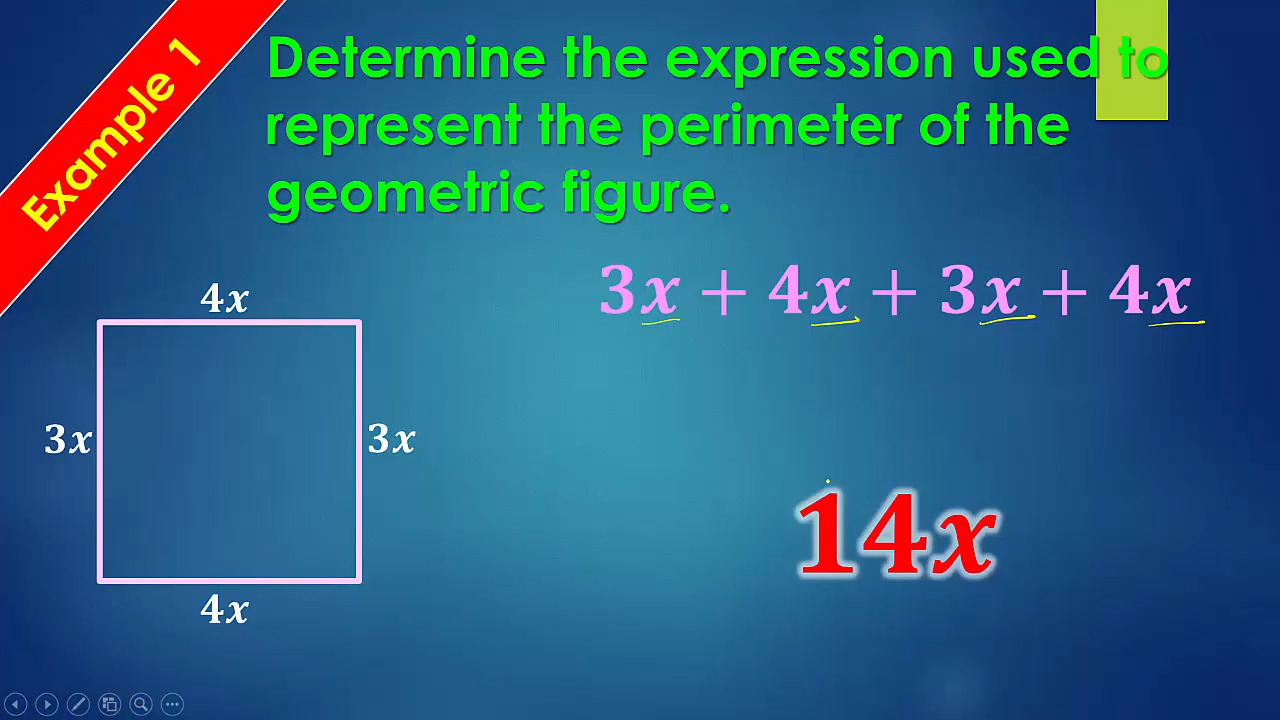 Example 1
Determine the expression used to
represent the perimeter of the
geometric figure.
3x + 4x + 3x + 4x
4x
3x
3x
4x
14x